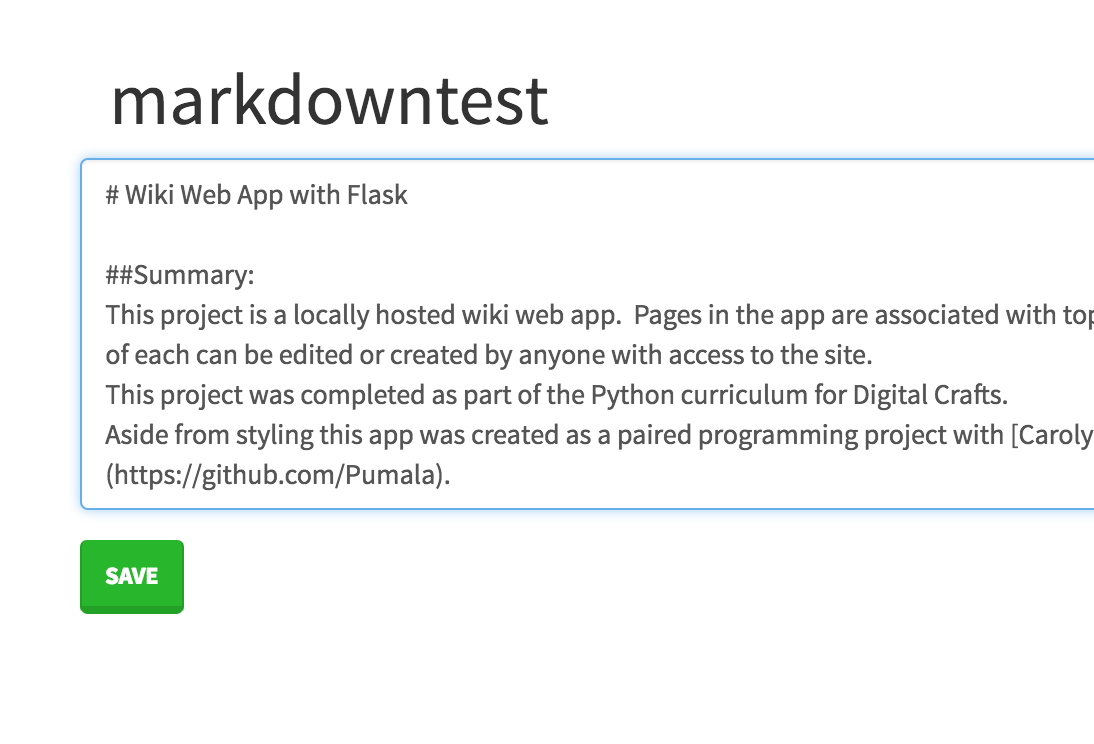 markdowntest
# Wiki Web App with Flask
##Summary:
This project is a locally hosted wiki web app.  Pages in the app are associated with
of each can be edited or created by anyone with access to the site.
This project was completed as part of the Python curriculum for Digital Crafts.
Aside from styling this app was created as a paired programming project with
(https://github.com/Pumala).
SAVE